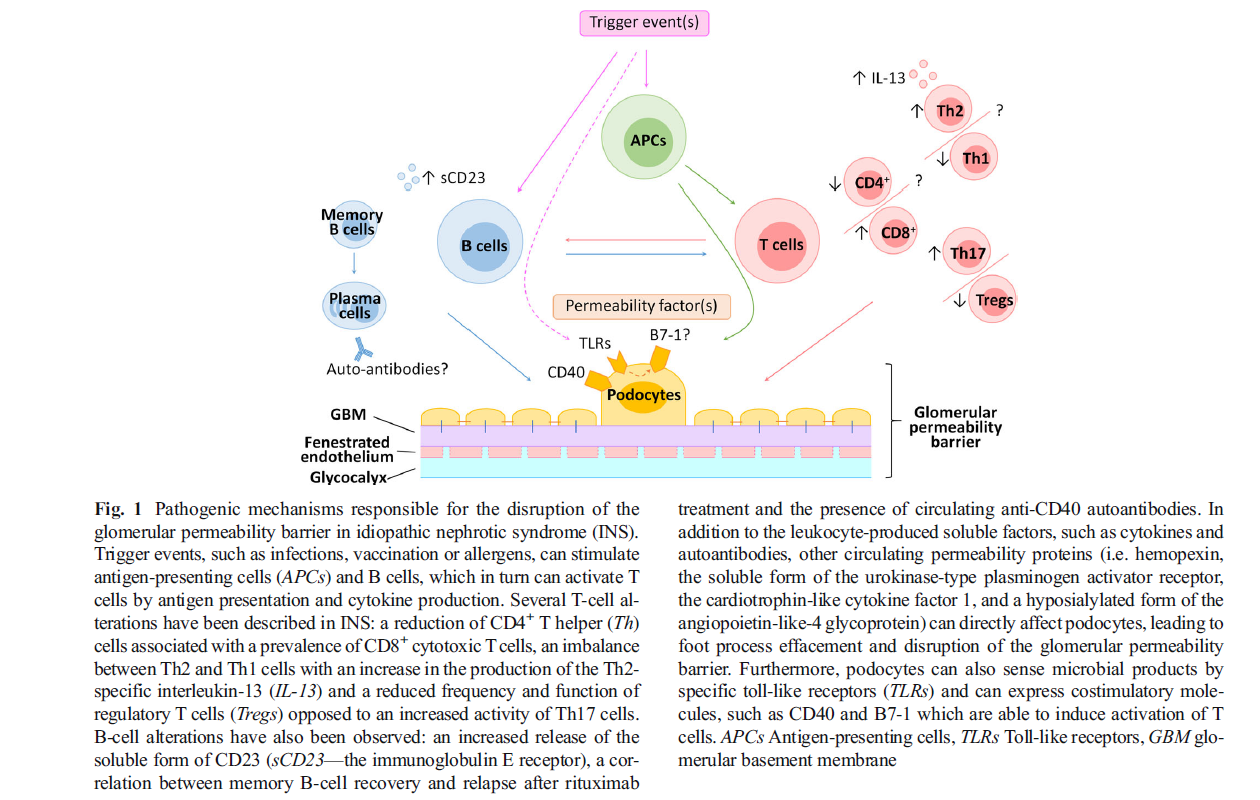 Trigger event(s)
↑ IL-13
↑ Th2
?
APCs
↓ Th1
↑ sCD23
↓ CD4+
?
Memory
B cells
B cells
T cells
↑ CD8+
↑ Th17
Plasma
cells
Permeability factor(s)
↓ Tregs
TLRs
B7-1?
Auto-antibodies?
CD40
Podocytes
GBM
Glomerular
permeability
barrier
Fenestrated
endothelium
Glycocalyx
Fig. 1 Pathogenic mechanisms responsible for the disruption of the
glomerular permeability barrier in idiopathic nephrotic syndrome (INS).
Trigger events, such as infections, vaccination or allergens, can stimulate
antigen-presenting cells (APCs) and B cells, which in turn can activate T
cells by antigen presentation and cytokine production. Several T-cell al-
terations have been described in INS: a reduction of CD4+ T helper (Th)
cells associated with a prevalence of CD8+ cytotoxic T cells, an imbalance
between Th2 and Th1 cells with an increase in the production of the Th2-
specific interleukin-13 (IL-13) and a reduced frequency and function of
regulatory T cells (Tregs) opposed to an increased activity of Th17 cells.
B-cell alterations have also been observed: an increased release of the
soluble form of CD23 (sCD23—the immunoglobulin E receptor), a cor-
relation between memory B-cell recovery and relapse after rituximab
treatment and the presence of circulating anti-CD40 autoantibodies. In
addition to the leukocyte-produced soluble factors, such as cytokines and
autoantibodies, other circulating permeability proteins (i.e. hemopexin,
the soluble form of the urokinase-type plasminogen activator receptor,
the cardiotrophin-like cytokine factor 1, and a hyposialylated form of the
angiopoietin-like-4 glycoprotein) can directly affect podocytes, leading to
foot process effacement and disruption of the glomerular permeability
barrier. Furthermore, podocytes can also sense microbial products by
specific toll-like receptors (TLRs) and can express costimulatory mole-
cules, such as CD40 and B7-1 which are able to induce activation of T
cells. APCs Antigen-presenting cells, TLRs Toll-like receptors, GBM glo-
merular basement membrane